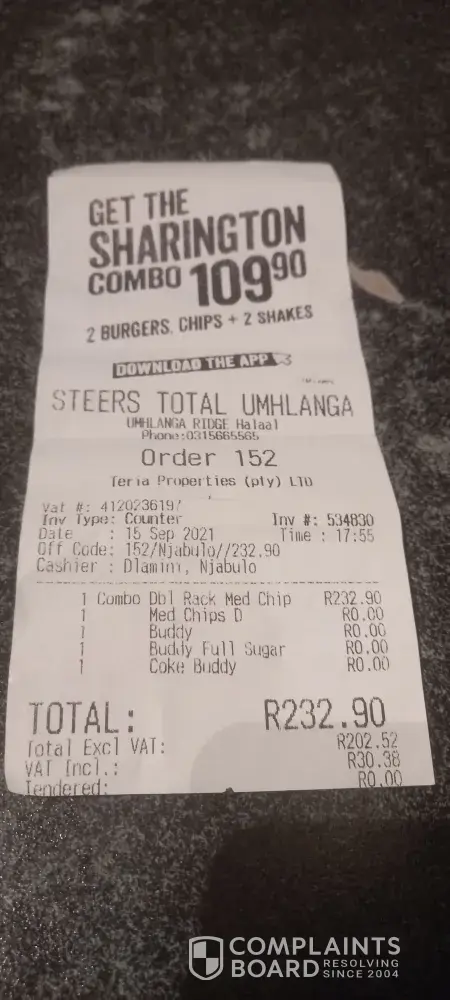 GET THE
SHARINGTON
COMBO 109⁹⁰
2 BURGERS, CHIPS + 2 SHAKES
DOWNLOAD THE APP
STEERS TOTAL UMHLANGA
UMHLANGA RIDGE Halaal
Phone:0315665565
Order 152
Teria Properties (pty) LTD
Vat #: 4120236197
Inv Type: Counter Inv #: 534830
Date : 15 Sep 2021 Time : 17:55
Off Code: 152/Njabulo//232.90
Cashier : Dlamini, Njabulo
1 Combo Dbl Rack Med Chip R232.90
1 Med Chips D R0.00
1 Buddy R0.00
1 Buddy Full Sugar R0.00
1 Coke Buddy R0.00
TOTAL: R232.90
Total Excl VAT: R202.52
VAT Incl.: R30.38
Tendered: R0.00
COMPLAINTS
BOARD RESOLVING
SINCE 2004